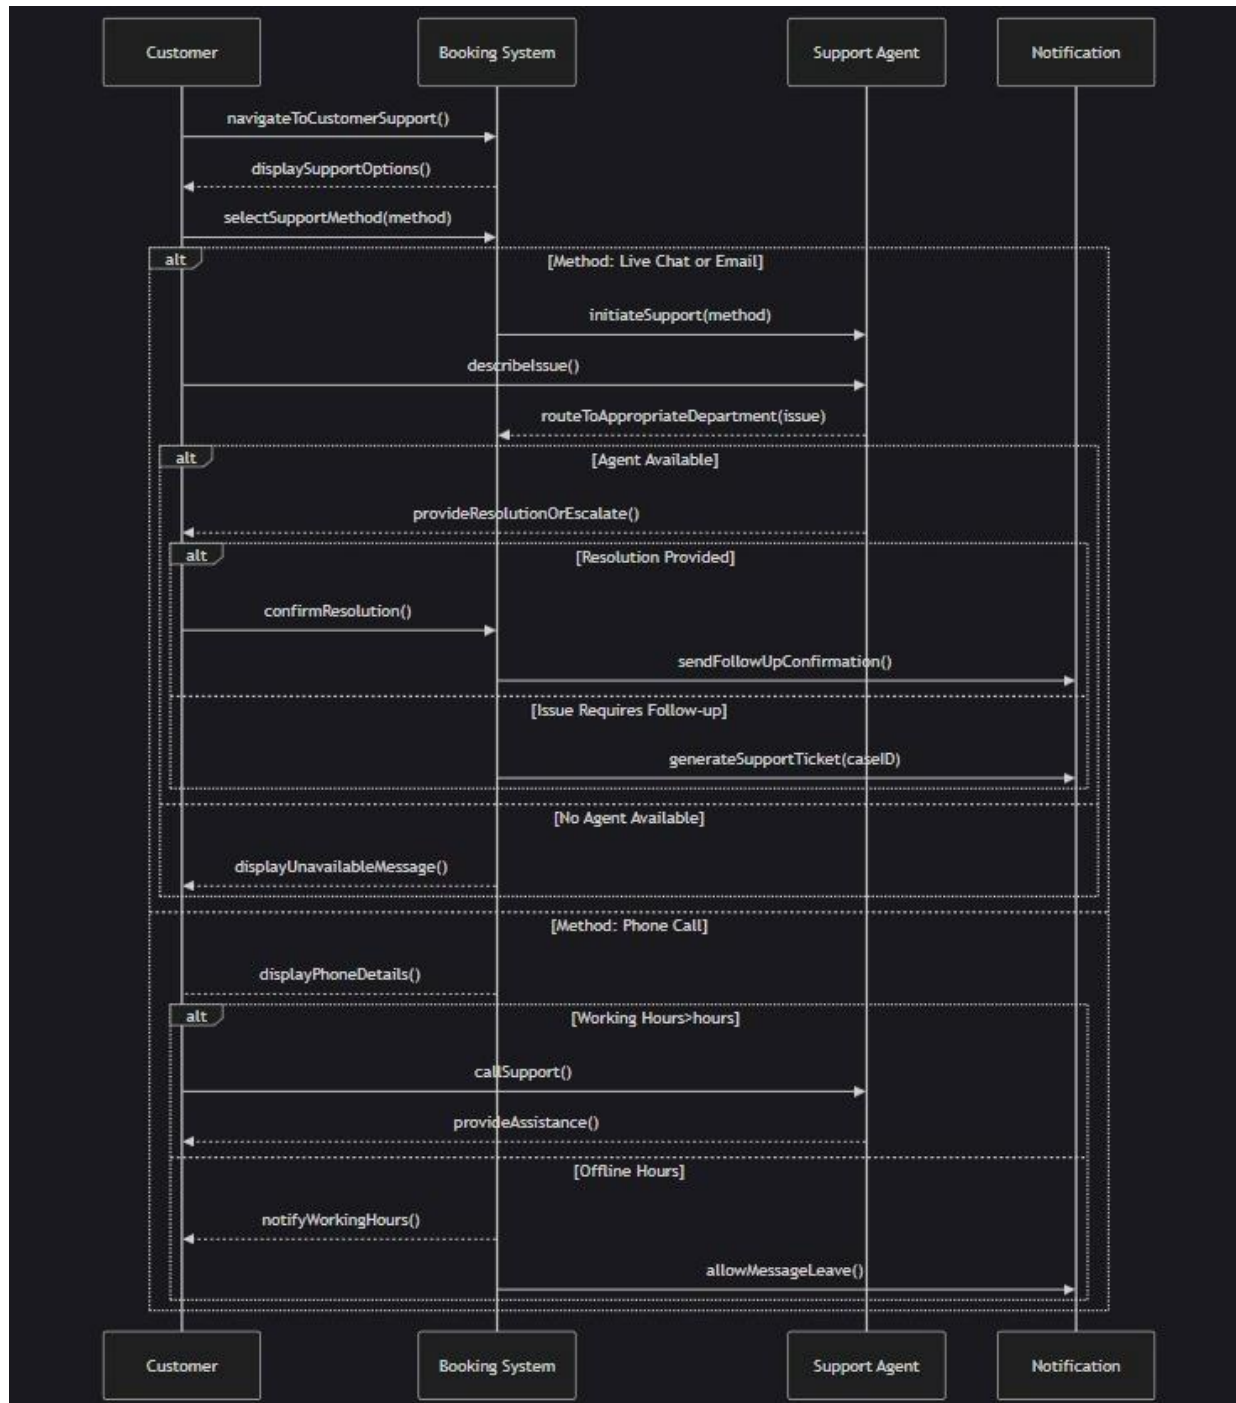 Customer
Booking System
Support Agent
Notification
navigateToCustomerSupport()
displaySupportOptions()
selectSupportMethod(method)
alt
[Method: Live Chat or Email]
initiateSupport(method)
describeIssue()
routeToAppropriateDepartment(issue)
alt
[Agent Available]
provideResolutionOrEscalate()
alt
[Resolution Provided]
confirmResolution()
sendFollowUpConfirmation()
[Issue Requires Follow-up]
generateSupportTicket(caseID)
[No Agent Available]
displayUnavailableMessage()
[Method: Phone Call]
displayPhoneDetails()
alt
[Working Hours>hours]
callSupport()
provideAssistance()
[Offline Hours]
notifyWorkingHours()
allowMessageLeave()
Customer
Booking System
Support Agent
Notification